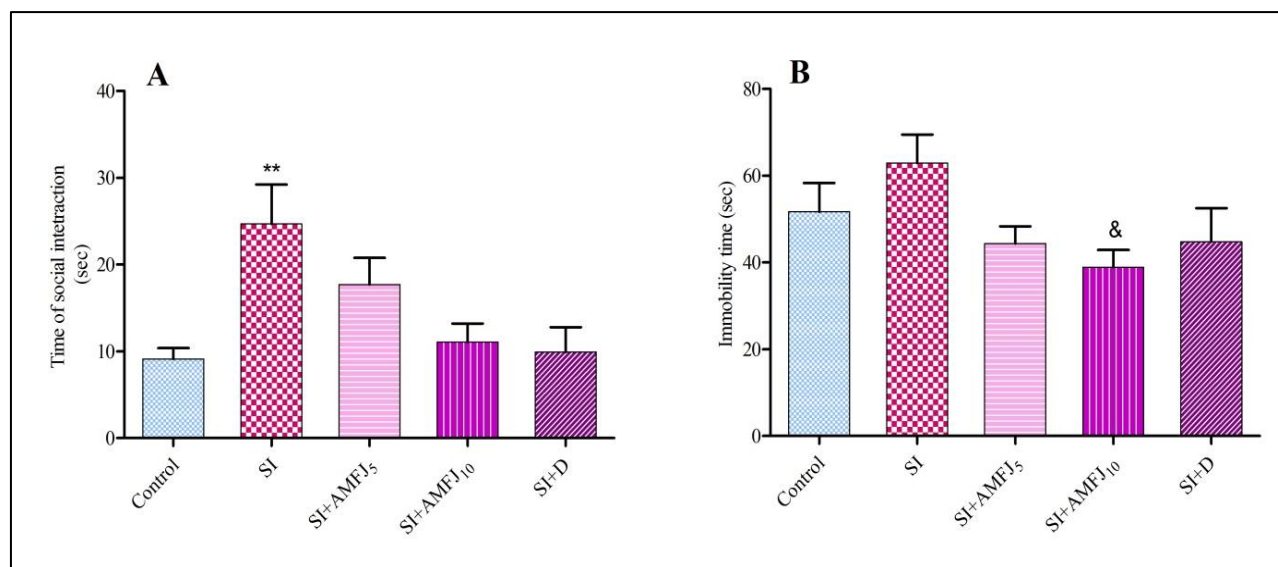 A
Time of social intetraction
(sec)
40
30
20
10
0
**
Control
SI
SI+AMFJ5
SI+AMFJ10
SI+D
B
Immobility time (sec)
80
60
40
20
0
&
Control
SI
SI+AMFJ5
SI+AMFJ10
SI+D